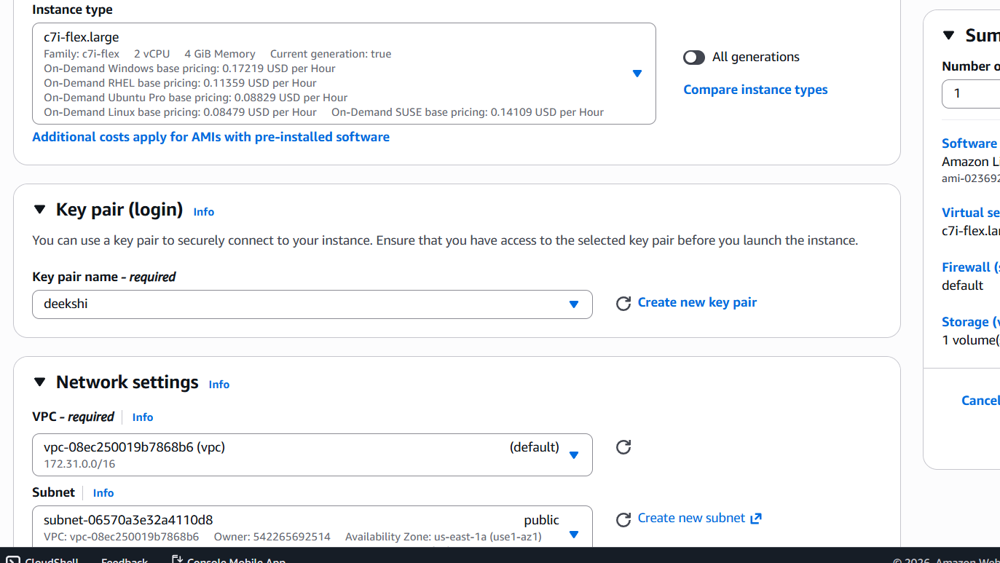 Instance type
c7i-flex.large
Family: c7i-flex 2 vCPU 4 GiB Memory Current generation: true
On-Demand Windows base pricing: 0.17219 USD per Hour
On-Demand RHEL base pricing: 0.11359 USD per Hour
On-Demand Ubuntu Pro base pricing: 0.08829 USD per Hour
On-Demand Linux base pricing: 0.08479 USD per Hour On-Demand SUSE base pricing: 0.14109 USD per Hour
All generations
Compare instance types
Additional costs apply for AMIs with pre-installed software
Key pair (login) Info
You can use a key pair to securely connect to your instance. Ensure that you have access to the selected key pair before you launch the instance.
Key pair name - required
deekshi
Create new key pair
Network settings Info
VPC - required Info
vpc-08ec250019b7868b6 (vpc) (default)
172.31.0.0/16
Subnet Info
subnet-06570a3e32a4110d8 public
VPC: vpc-08ec250019b7868b6 Owner: 542265692514 Availability Zone: us-east-1a (use1-az1)
Create new subnet
Sum
Number o
1
Software
Amazon Li
ami-023692
Virtual se
c7i-flex.lar
Firewall (s
default
Storage (v
1 volume(s
Cancel
CloudShell Feedback Console Mobile App
© 2026, Amazon Web